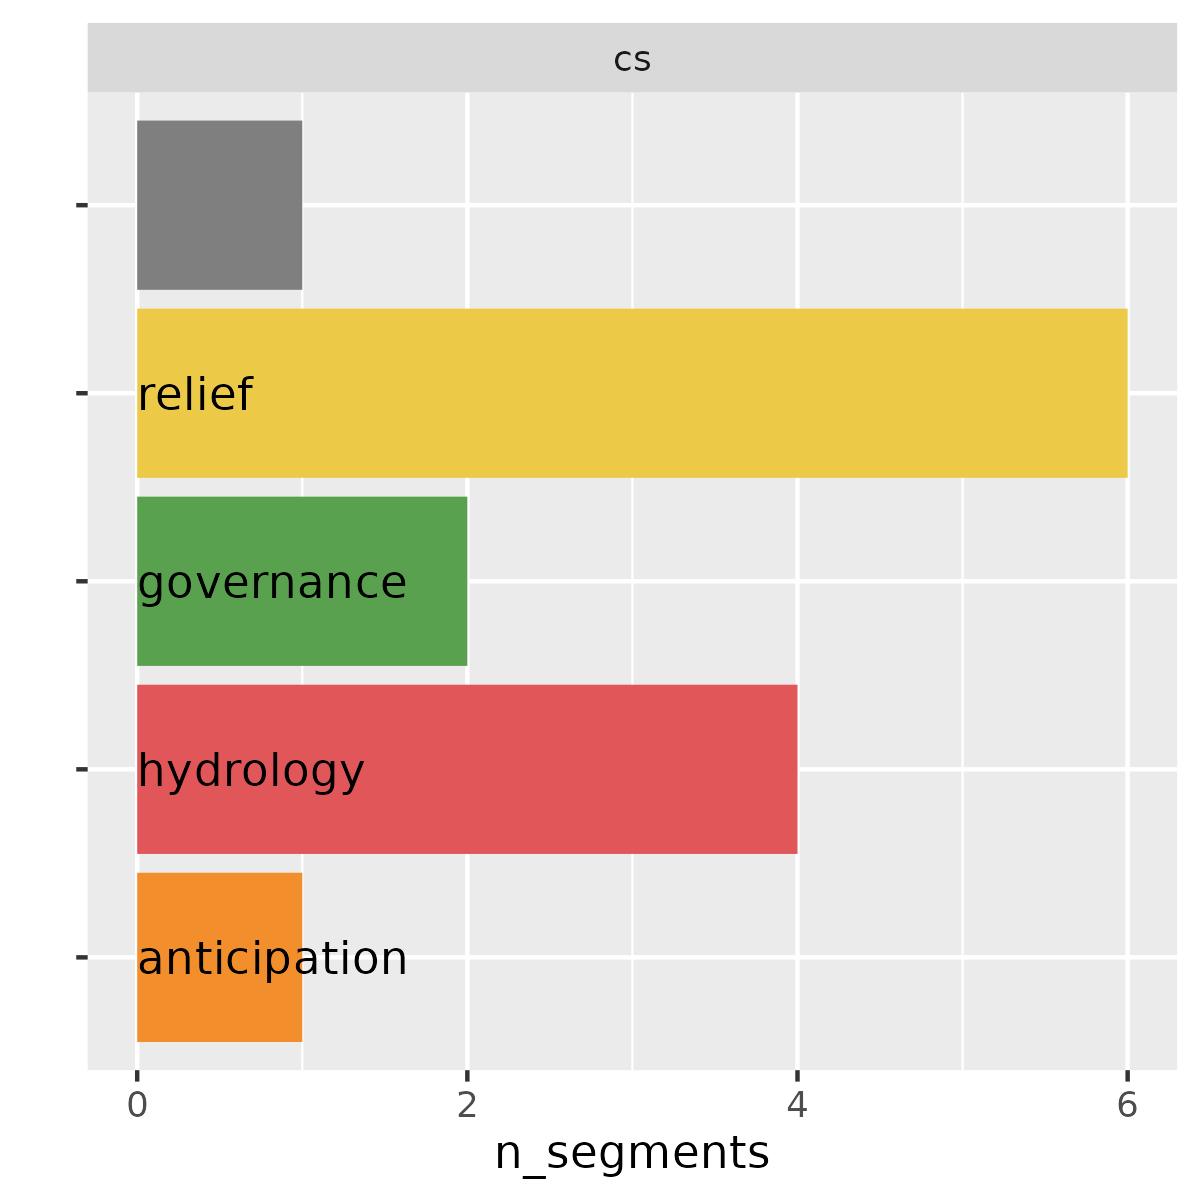 cs
relief
governance
hydrology
anticipation
0 2 4 6
n_segments